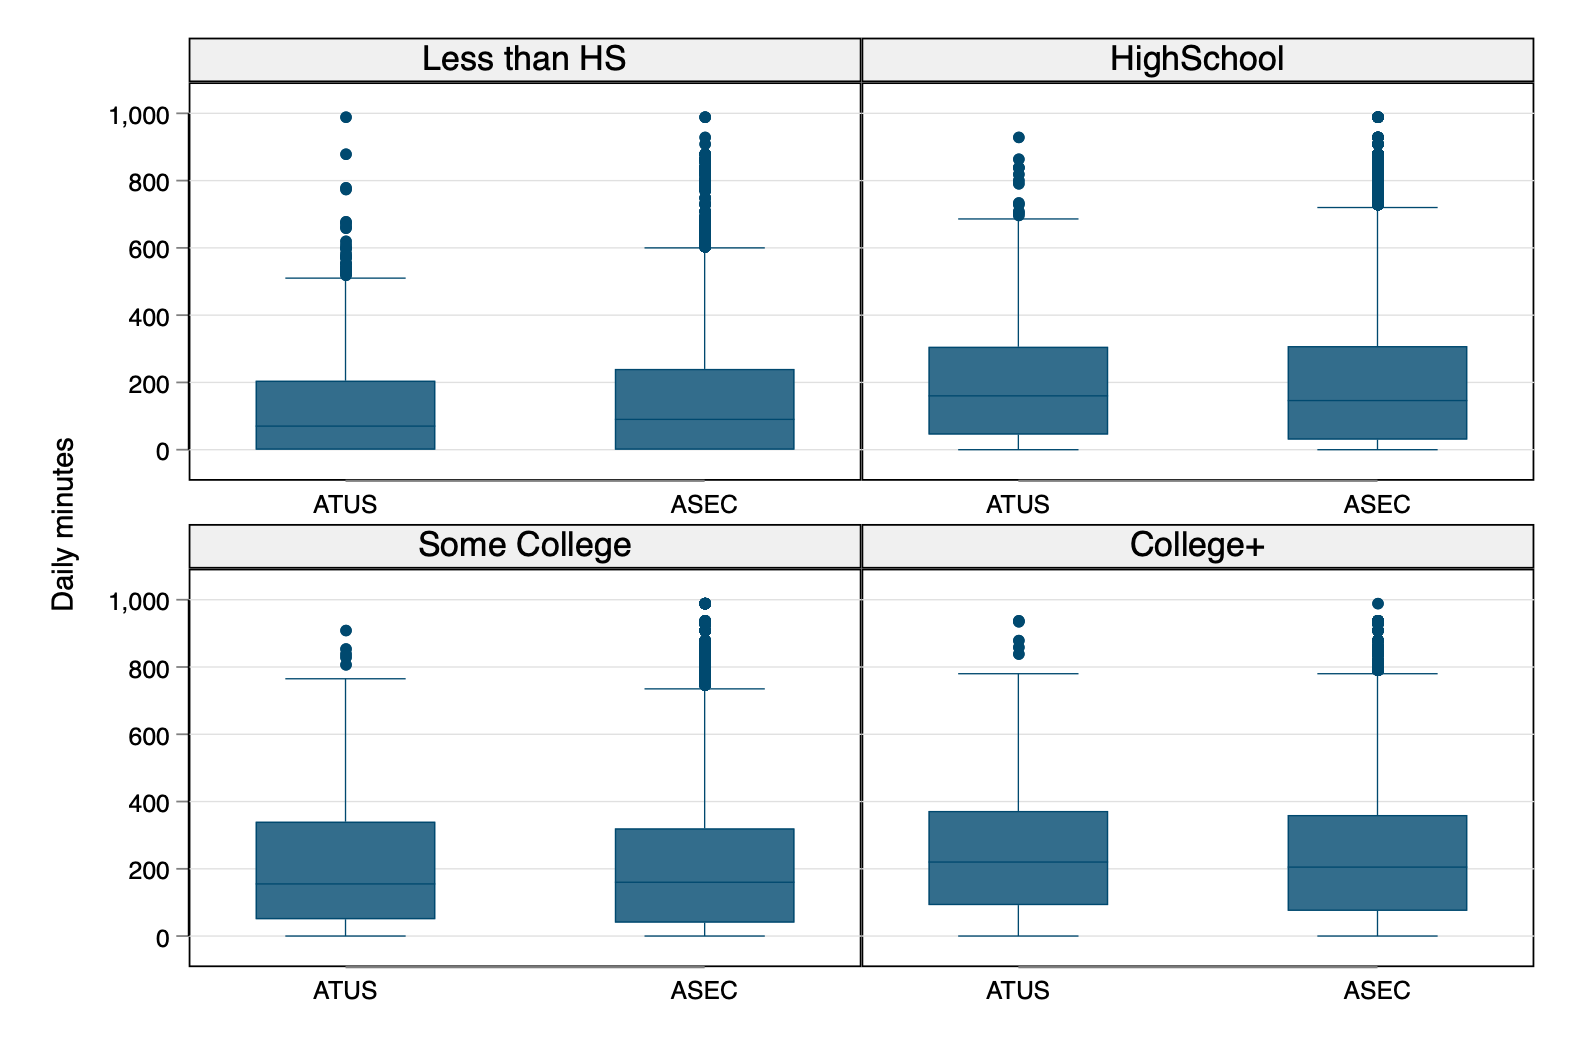 Less than HS
HighSchool
1,000
800
600
400
200
0
ATUS
ASEC
ATUS
ASEC
Daily minutes
Some College
College+
1,000
800
600
400
200
0
ATUS
ASEC
ATUS
ASEC